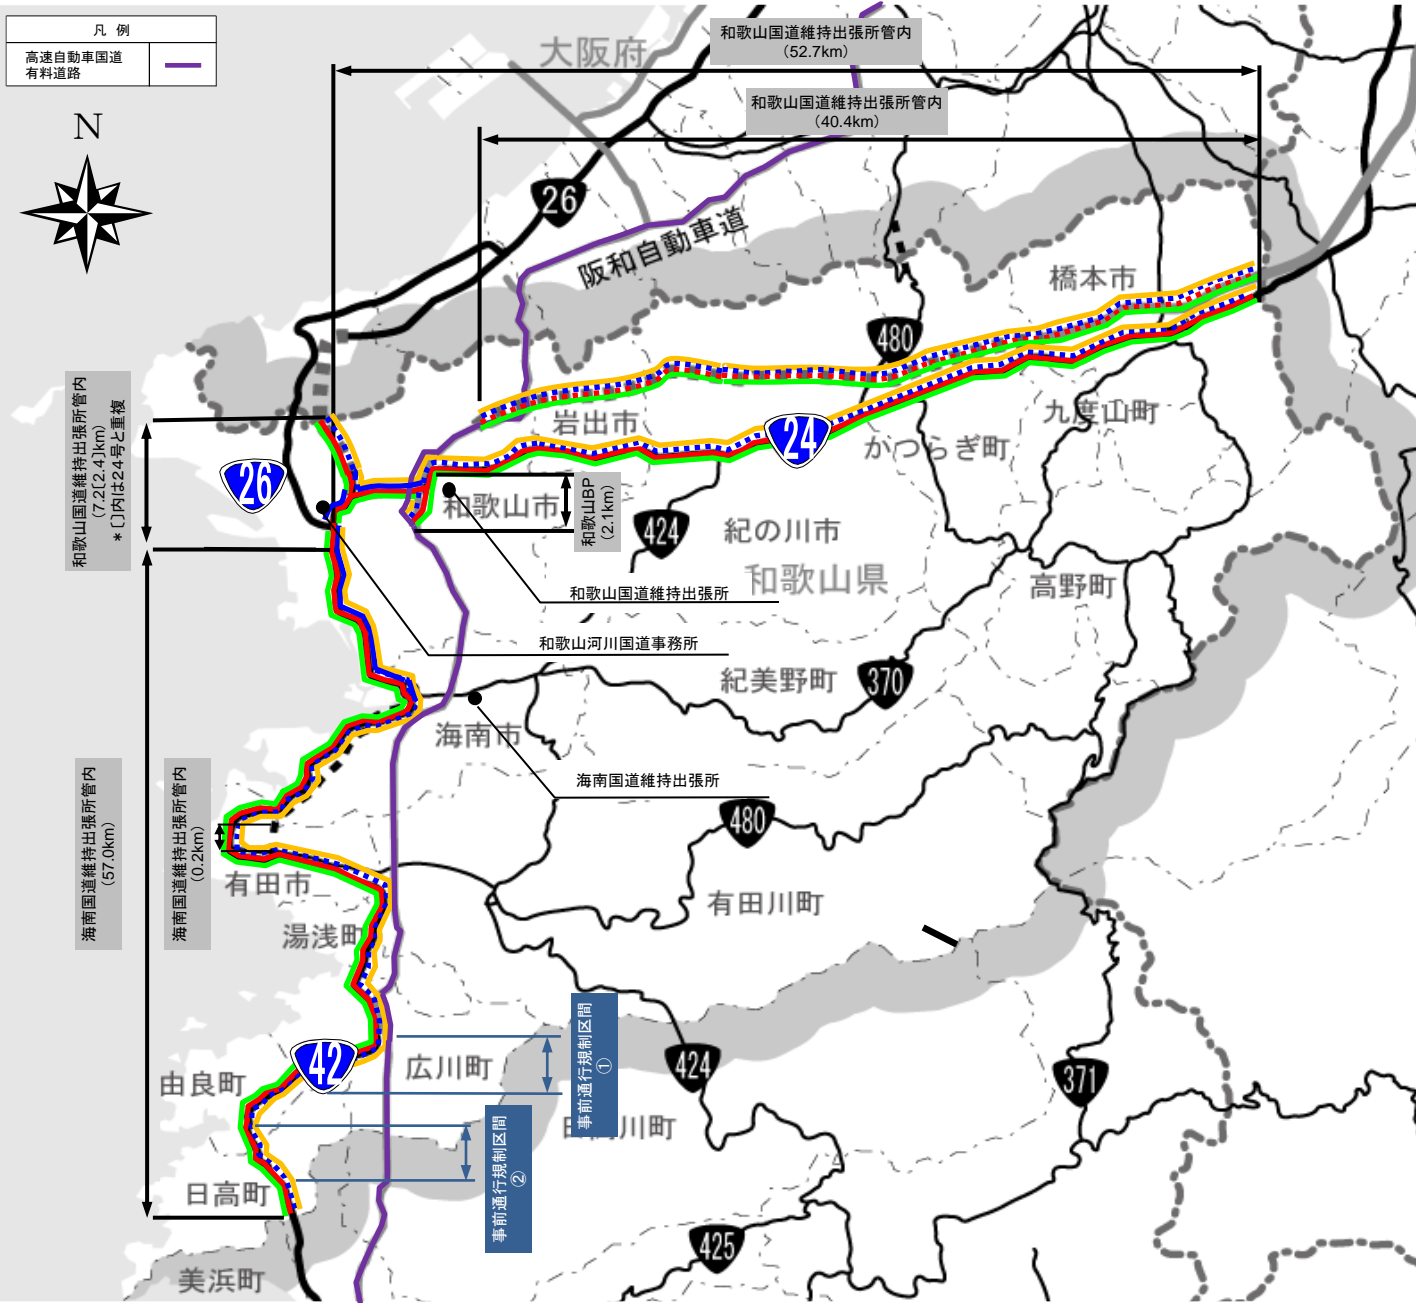 凡 例
高速自動車国道
有料道路
N
大阪府
和歌山国道維持出張所管内
（52.7km）
和歌山国道維持出張所管内
（40.4km）
26
阪和自動車道
橋本市
480
岩出市
24
かつらぎ町
九度山町
和歌山国道維持出張所管内
（7.2［2.4］km）
＊［］内は24号と重複
26
和歌山市
和歌山BP
（2.1km）
424
紀の川市
和歌山県
高野町
和歌山国道維持出張所
和歌山河川国道事務所
紀美野町
370
海南市
海南国道維持出張所
海南国道維持出張所管内
（57.0km）
海南国道維持出張所管内
（0.2km）
480
有田市
有田川町
湯浅町
42
広川町
事前通行規制区間
①
424
371
由良町
川町
事前通行規制区間
②
日高町
425
美浜町